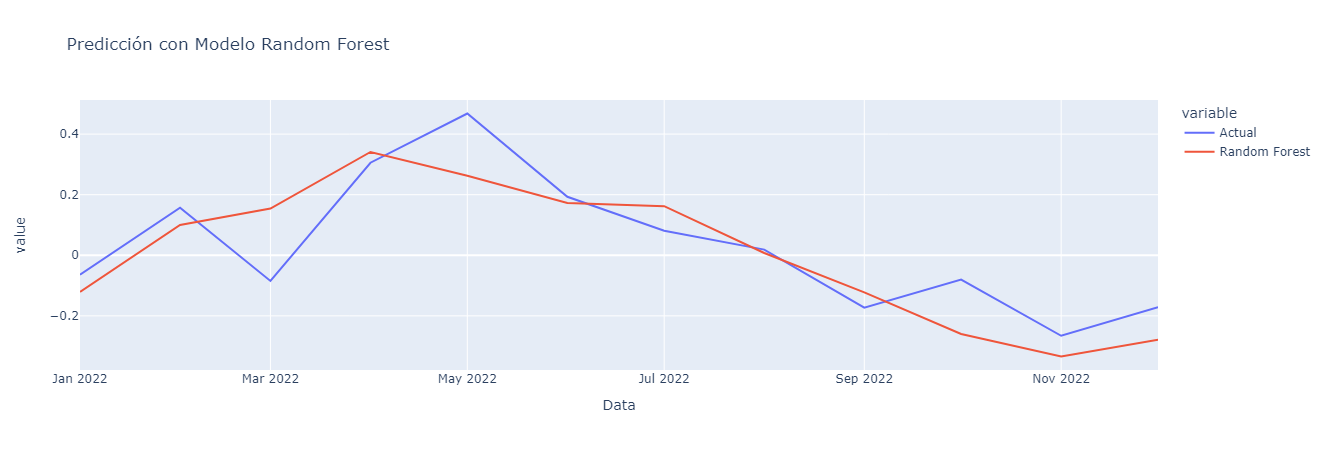 Predicción con Modelo Random Forest
variable
Actual
Random Forest
value
0.4
0.2
0
−0.2
Jan 2022
Mar 2022
May 2022
Jul 2022
Sep 2022
Nov 2022
Data